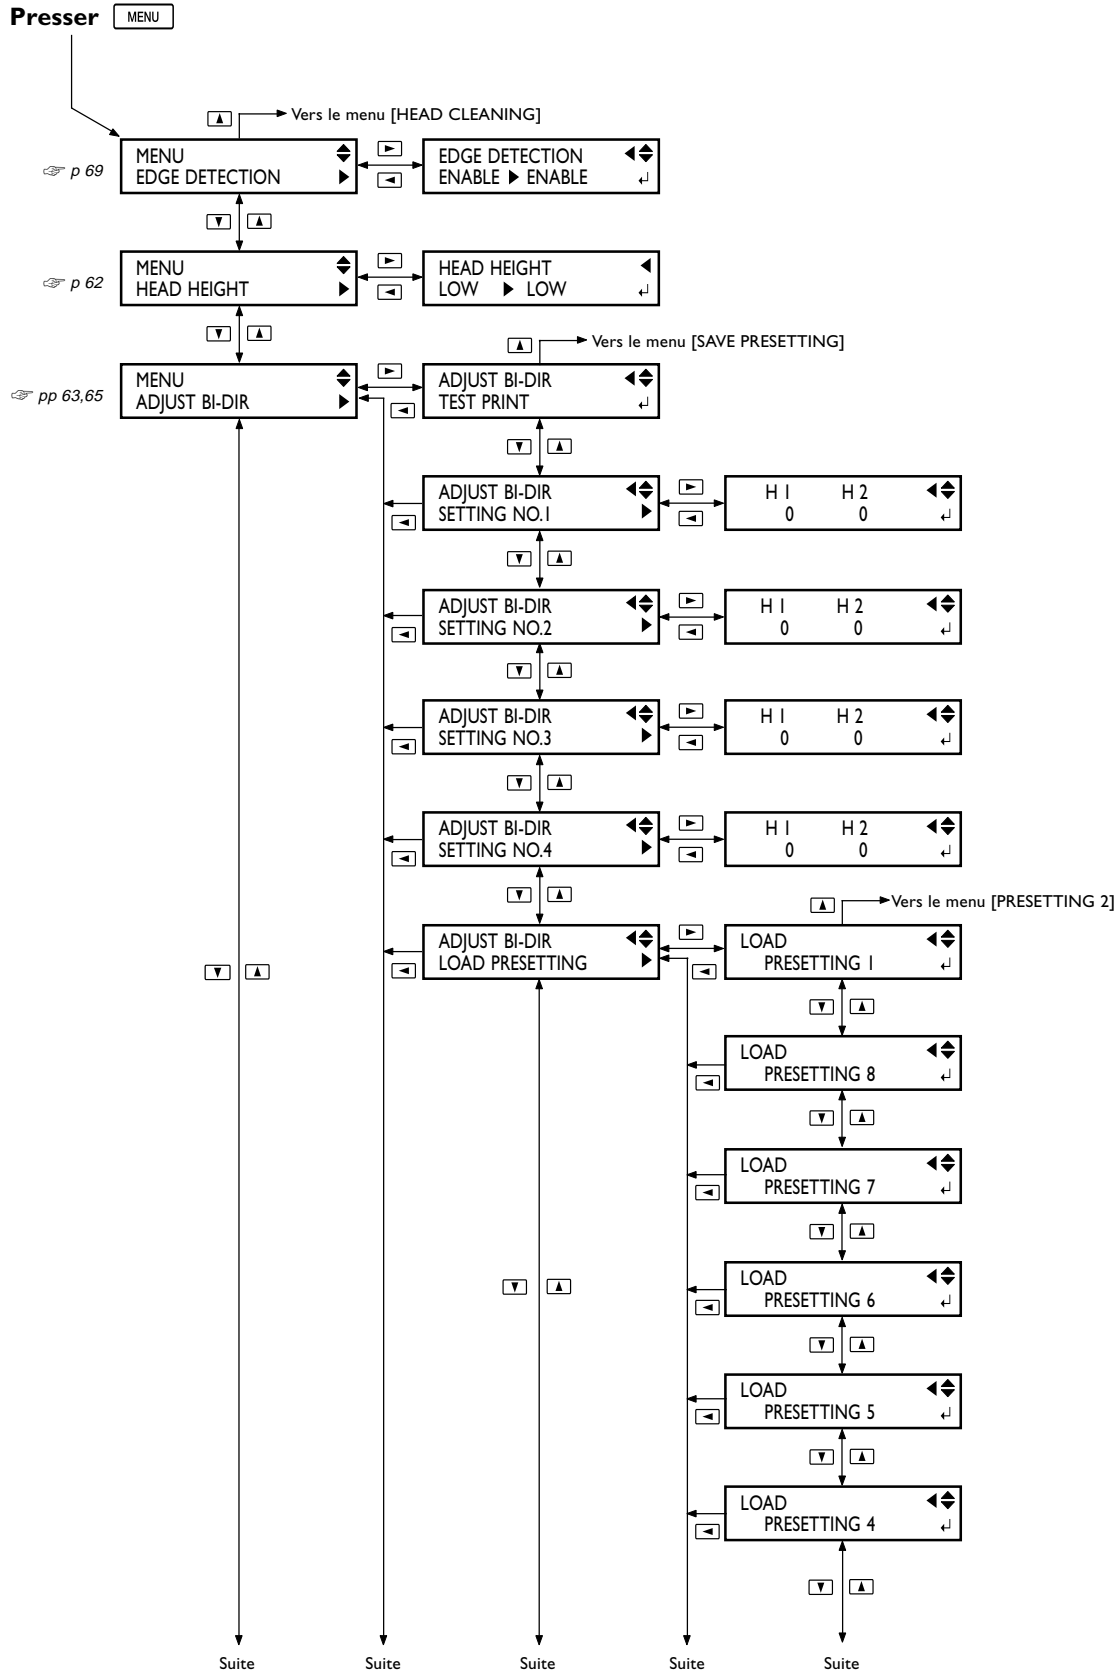 Presser MENU
Vers le menu [HEAD CLEANING]
p 69
MENU
EDGE DETECTION
EDGE DETECTION
ENABLE ENABLE
p 62
MENU
HEAD HEIGHT
HEAD HEIGHT
LOW LOW
Vers le menu [SAVE PRESETTING]
pp 63,65
MENU
ADJUST BI-DIR
ADJUST BI-DIR
TEST PRINT
ADJUST BI-DIR
SETTING NO.1
H 1 H 2
0 0
ADJUST BI-DIR
SETTING NO.2
H 1 H 2
0 0
ADJUST BI-DIR
SETTING NO.3
H 1 H 2
0 0
ADJUST BI-DIR
SETTING NO.4
H 1 H 2
0 0
Vers le menu [PRESETTING 2]
ADJUST BI-DIR
LOAD PRESETTING
LOAD
PRESETTING 1
LOAD
PRESETTING 8
LOAD
PRESETTING 7
LOAD
PRESETTING 6
LOAD
PRESETTING 5
LOAD
PRESETTING 4
Suite Suite Suite Suite Suite